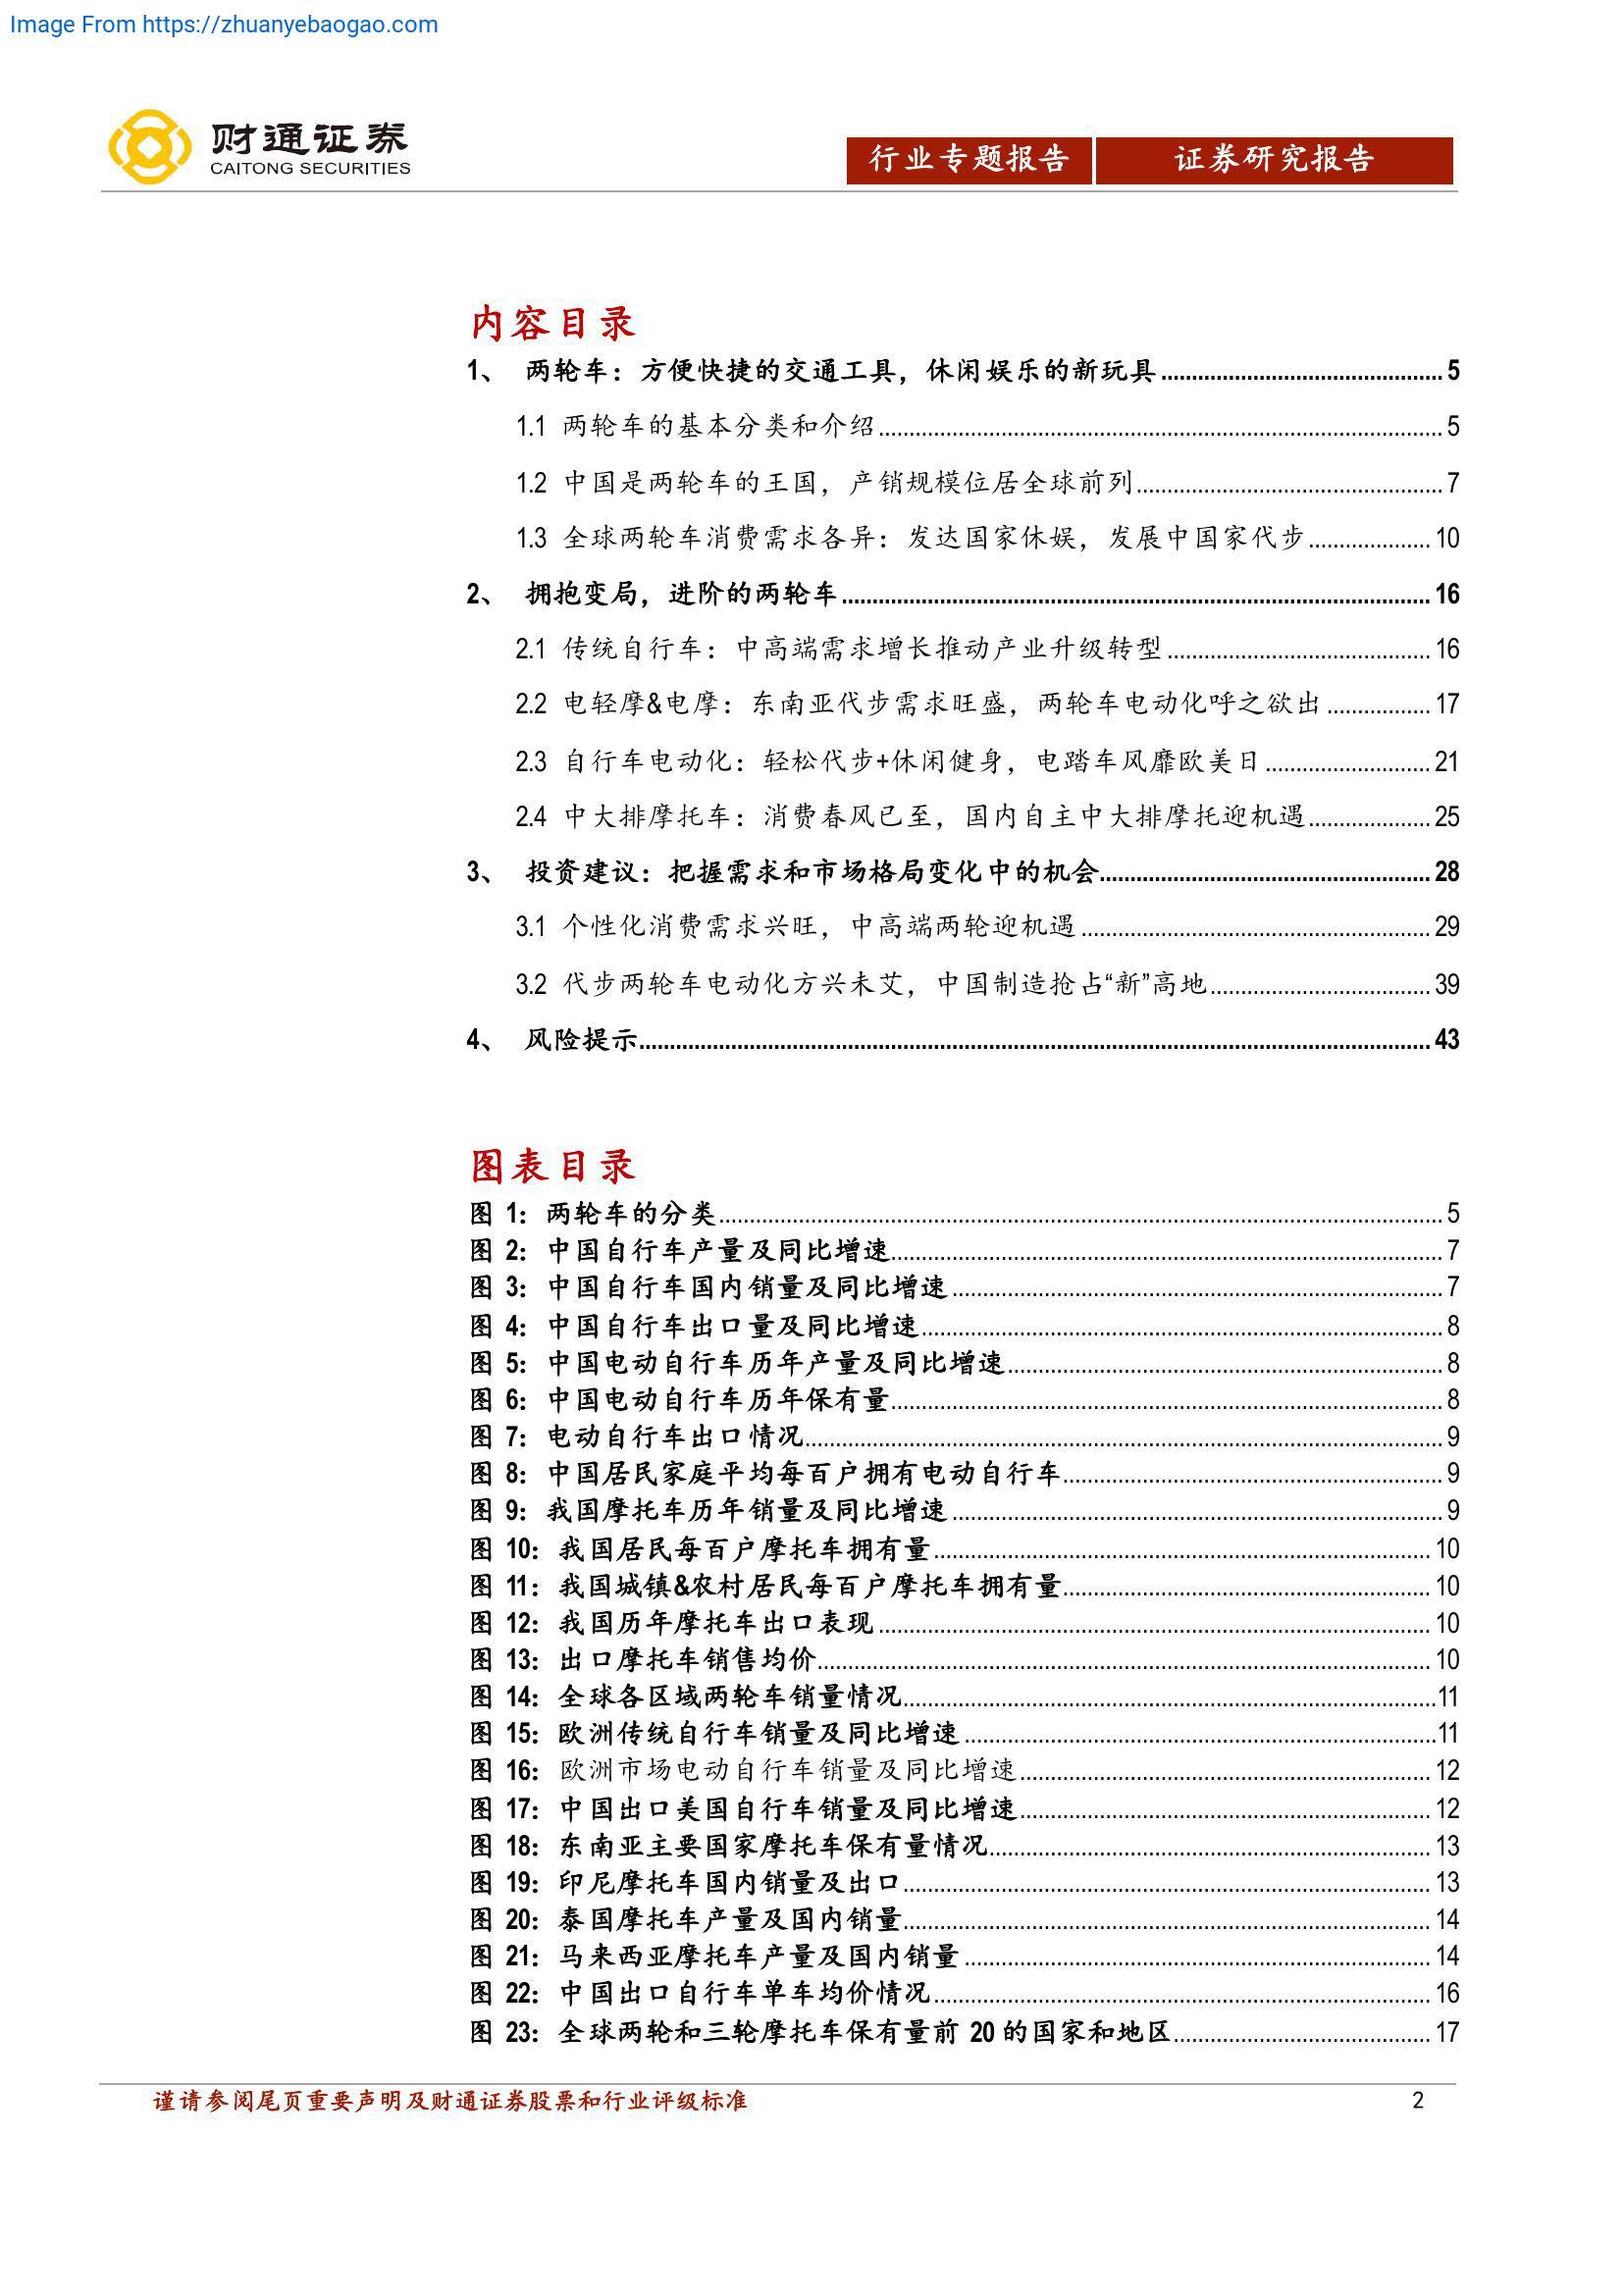 Image From https://zhuanyebaogao.com
财通证券
CAITONG SECURITIES
行业专题报告 证券研究报告
内容目录
1、 两轮车：方便快捷的交通工具，休闲娱乐的新玩具 5
1.1 两轮车的基本分类和介绍 5
1.2 中国是两轮车的王国，产销规模位居全球前列 7
1.3 全球两轮车消费需求各异：发达国家休娱，发展中国家代步 10
2、 拥抱变局，进阶的两轮车 16
2.1 传统自行车：中高端需求增长推动产业升级转型 16
2.2 电轻摩&电摩：东南亚代步需求旺盛，两轮车电动化呼之欲出 17
2.3 自行车电动化：轻松代步+休闲健身，电踏车风靡欧美日 21
2.4 中大排摩托车：消费春风已至，国内自主中大排摩托迎机遇 25
3、 投资建议：把握需求和市场格局变化中的机会 28
3.1 个性化消费需求兴旺，中高端两轮迎机遇 29
3.2 代步两轮车电动化方兴未艾，中国制造抢占“新”高地 39
4、 风险提示 43
图表目录
图 1：两轮车的分类 5
图 2：中国自行车产量及同比增速 7
图 3：中国自行车国内销量及同比增速 7
图 4：中国自行车出口量及同比增速 8
图 5：中国电动自行车历年产量及同比增速 8
图 6：中国电动自行车历年保有量 8
图 7：电动自行车出口情况 9
图 8：中国居民家庭平均每百户拥有电动自行车 9
图 9：我国摩托车历年销量及同比增速 9
图 10：我国居民每百户摩托车拥有量 10
图 11：我国城镇&农村居民每百户摩托车拥有量 10
图 12：我国历年摩托车出口表现 10
图 13：出口摩托车销售均价 10
图 14：全球各区域两轮车销量情况 11
图 15：欧洲传统自行车销量及同比增速 11
图 16：欧洲市场电动自行车销量及同比增速 12
图 17：中国出口美国自行车销量及同比增速 12
图 18：东南亚主要国家摩托车保有量情况 13
图 19：印尼摩托车国内销量及出口 13
图 20：泰国摩托车产量及国内销量 14
图 21：马来西亚摩托车产量及国内销量 14
图 22：中国出口自行车单车均价情况 16
图 23：全球两轮和三轮摩托车保有量前 20 的国家和地区 17
谨请参阅尾页重要声明及财通证券股票和行业评级标准 2